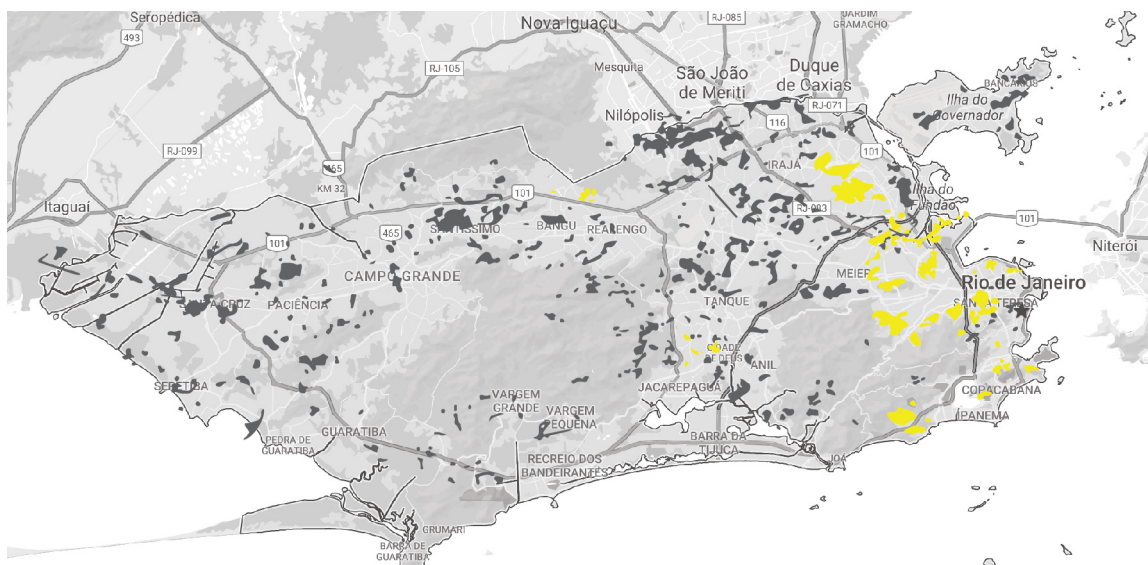 Seropédica
Nova Iguaçu
RJ-085
JARDIM
GRAMACHO
493
RJ-105
Mesquita
São João
de Meriti
Duque
de Caxias
BANCÁRIOS
Ilha do
Governador
RJ-071
Nilópolis
116
RJ-099
465
KM 32
IRAJÁ
101
Itaguaí
101
Ilha do
Fundão
RJ-083
101
Niterói
SANTÍSSIMO
BANGU
REALENGO
465
101
CAMPO GRANDE
MEIER
Rio de Janeiro
PACIÊNCIA
TANQUE
SANTA TERESA
CIDADE
DE DEUS
ANIL
SEPETIBA
JACAREPAGUÁ
COPACABANA
VARGEM
GRANDE
VARGEM
PEQUENA
IPANEMA
GUARATIBA
PEDRA DE
GUARATIBA
BARRA DA
TIJUCA
RECREIO DOS
BANDEIRANTES
JOÁ
GRUMARI
BARRA DE
GUARATIBA